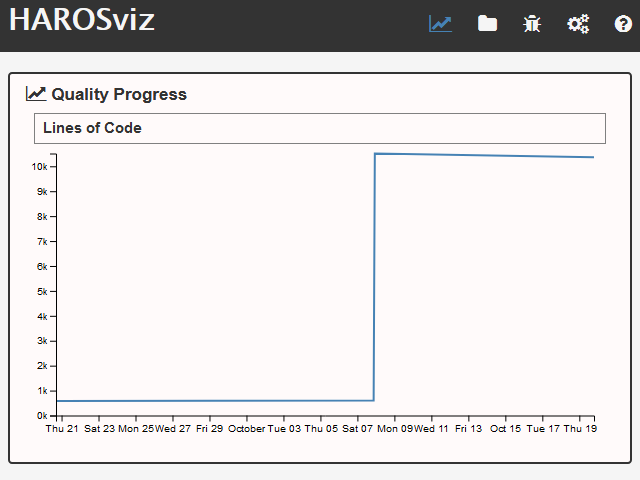 HAROSviz
Quality Progress
Lines of Code
10k
9k
8k
7k
6k
5k
4k
3k
2k
1k
0k
Thu 21 Sat 23 Mon 25 Wed 27 Fri 29 October Tue 03 Thu 05 Sat 07 Mon 09 Wed 11 Fri 13 Oct 15 Tue 17 Thu 19